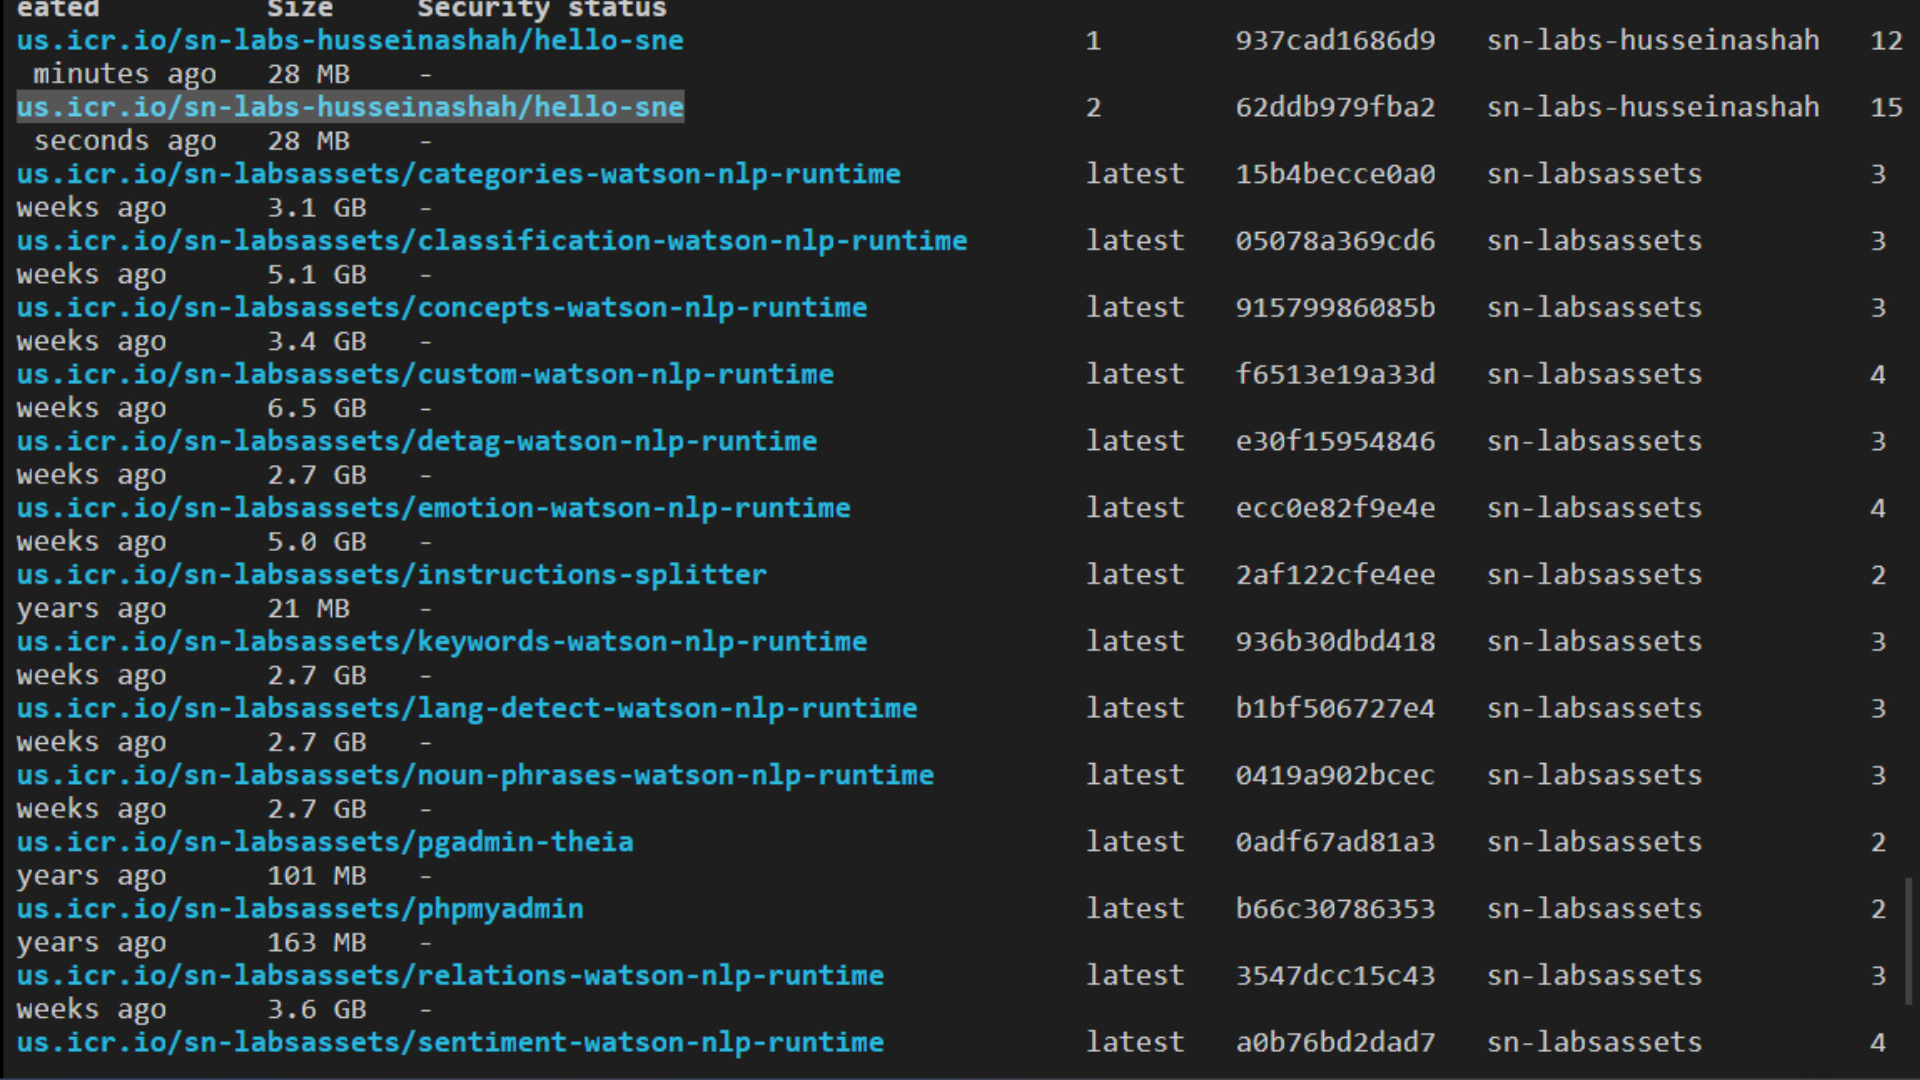 eated          Size     Security status
us.icr.io/sn-labs-husseinashah/hello-sne                        1        937cad1686d9   sn-labs-husseinashah   12
 minutes ago   28 MB    -
us.icr.io/sn-labs-husseinashah/hello-sne                        2        62ddb979fba2   sn-labs-husseinashah   15
 seconds ago   28 MB    -
us.icr.io/sn-labsassets/categories-watson-nlp-runtime           latest   15b4becce0a0   sn-labsassets          3
weeks ago      3.1 GB   -
us.icr.io/sn-labsassets/classification-watson-nlp-runtime       latest   05078a369cd6   sn-labsassets          3
weeks ago      5.1 GB   -
us.icr.io/sn-labsassets/concepts-watson-nlp-runtime             latest   91579986085b   sn-labsassets          3
weeks ago      3.4 GB   -
us.icr.io/sn-labsassets/custom-watson-nlp-runtime               latest   f6513e19a33d   sn-labsassets          4
weeks ago      6.5 GB   -
us.icr.io/sn-labsassets/detag-watson-nlp-runtime                latest   e30f15954846   sn-labsassets          3
weeks ago      2.7 GB   -
us.icr.io/sn-labsassets/emotion-watson-nlp-runtime              latest   ecc0e82f9e4e   sn-labsassets          4
weeks ago      5.0 GB   -
us.icr.io/sn-labsassets/instructions-splitter                   latest   2af122cfe4ee   sn-labsassets          2
years ago      21 MB    -
us.icr.io/sn-labsassets/keywords-watson-nlp-runtime             latest   936b30dbd418   sn-labsassets          3
weeks ago      2.7 GB   -
us.icr.io/sn-labsassets/lang-detect-watson-nlp-runtime          latest   b1bf506727e4   sn-labsassets          3
weeks ago      2.7 GB   -
us.icr.io/sn-labsassets/noun-phrases-watson-nlp-runtime         latest   0419a902bcec   sn-labsassets          3
weeks ago      2.7 GB   -
us.icr.io/sn-labsassets/pgadmin-theia                           latest   0adf67ad81a3   sn-labsassets          2
years ago      101 MB   -
us.icr.io/sn-labsassets/phpmyadmin                              latest   b66c30786353   sn-labsassets          2
years ago      163 MB   -
us.icr.io/sn-labsassets/relations-watson-nlp-runtime            latest   3547dcc15c43   sn-labsassets          3
weeks ago      3.6 GB   -
us.icr.io/sn-labsassets/sentiment-watson-nlp-runtime            latest   a0b76bd2dad7   sn-labsassets          4